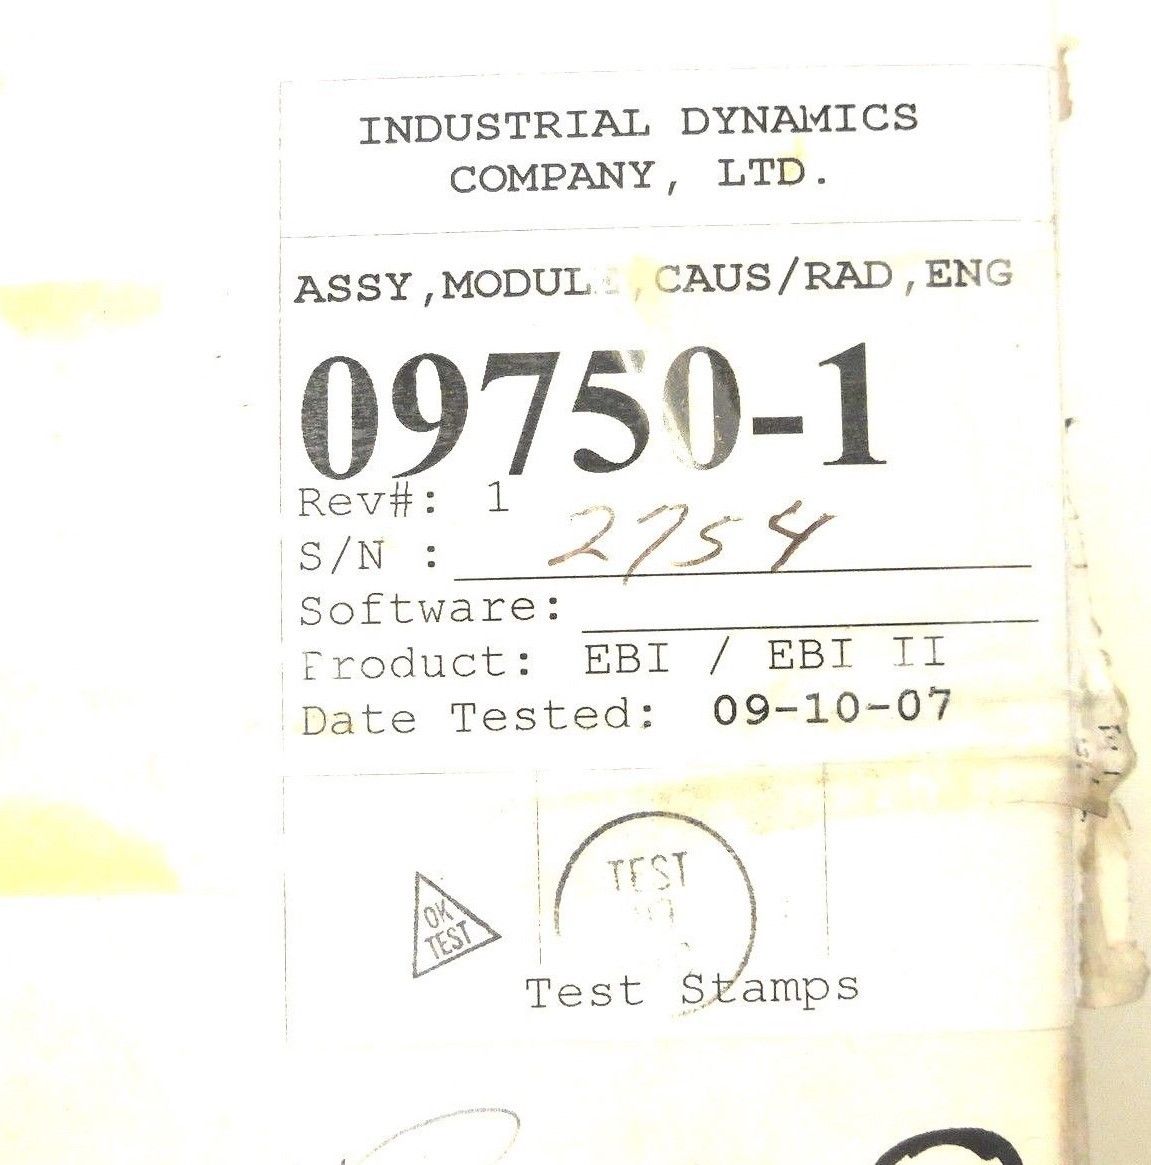 INDUSTRIAL DYNAMICS
COMPANY, LTD.
ASSY,MODULE,CAUS/RAD,ENG
09750-1
Rev#: 1
S/N : 2754
Software:
Product: EBI / EBI II
Date Tested: 09-10-07
OK
TEST
TEST
Test Stamps